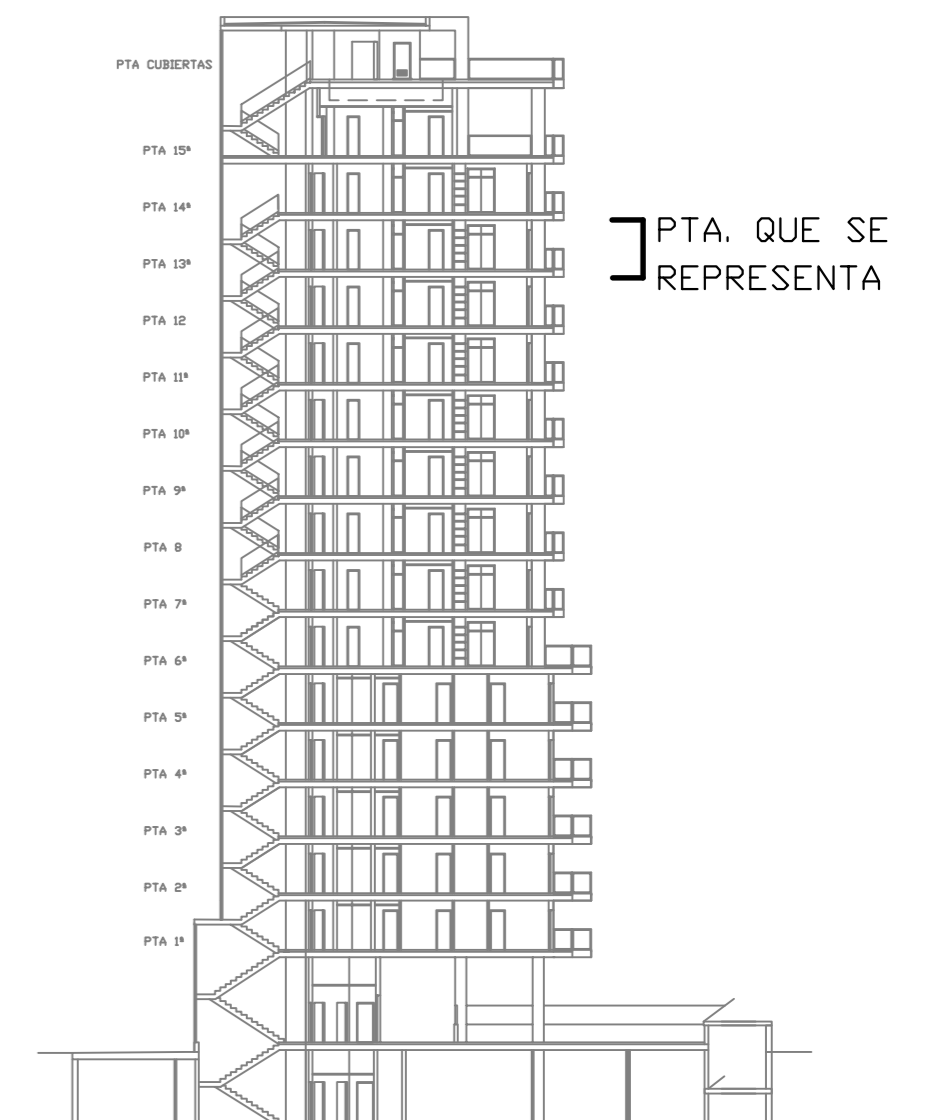 PTA CUBIERTAS
PTA 15ª
PTA 14ª
PTA. QUE SE
REPRESENTA
PTA 13ª
PTA 12
PTA 11ª
PTA 10ª
PTA 9ª
PTA 8
PTA 7ª
PTA 6ª
PTA 5ª
PTA 4ª
PTA 3ª
PTA 2ª
PTA 1ª